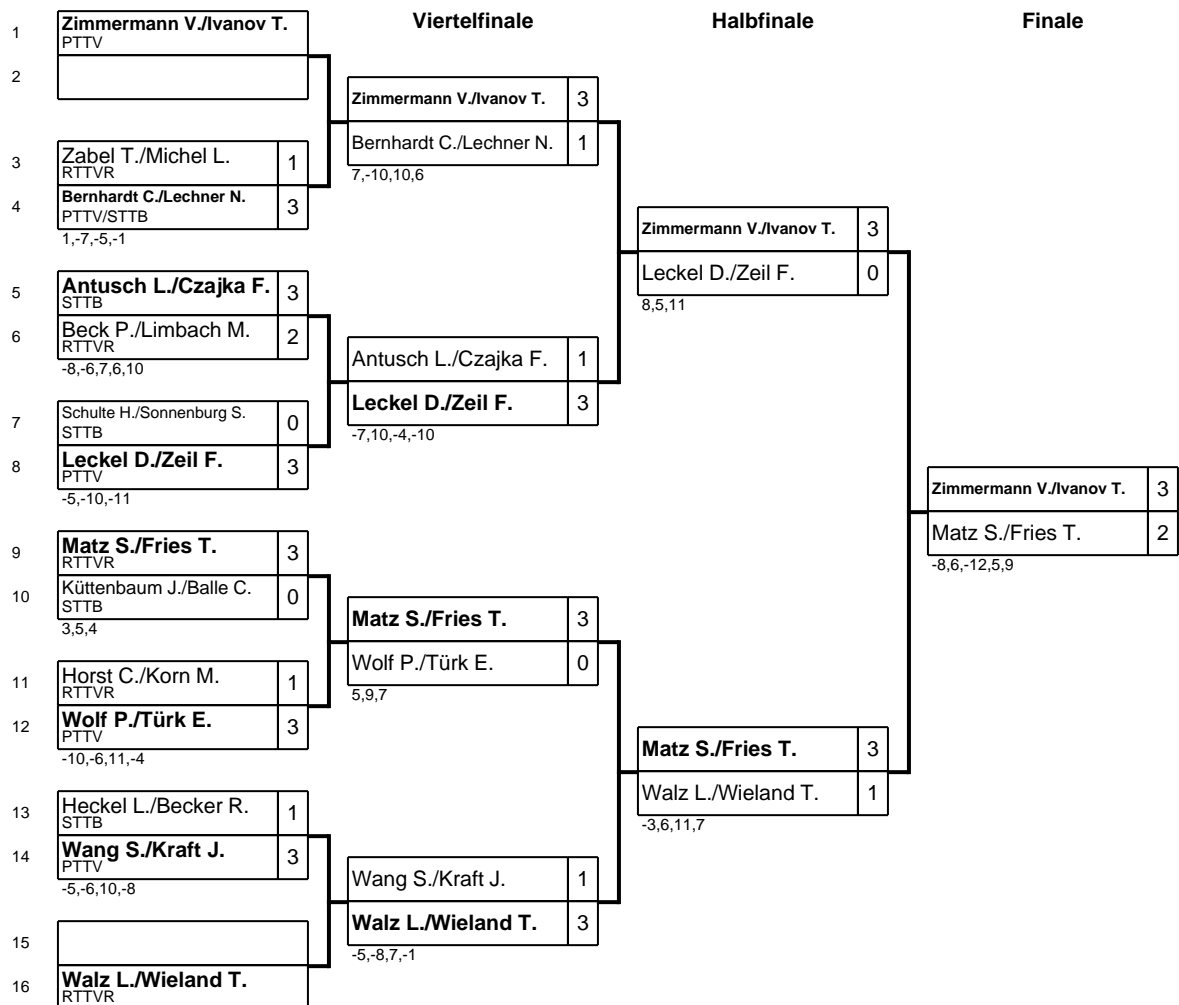 Viertelfinale Halbfinale Finale
1 Zimmermann V./Ivanov T.
PTTV
2
Zimmermann V./Ivanov T. 3
Bernhardt C./Lechner N. 1
7,-10,10,6
3 Zabel T./Michel L. 1
RTTVR
4 Bernhardt C./Lechner N. 3
PTTV/STTB
1,-7,-5,-1
Zimmermann V./Ivanov T. 3
Leckel D./Zeil F. 0
8,5,11
5 Antusch L./Czajka F. 3
STTB
6 Beck P./Limbach M. 2
RTTVR
-8,-6,7,6,10
Antusch L./Czajka F. 1
Leckel D./Zeil F. 3
-7,10,-4,-10
7 Schulte H./Sonnenburg S. 0
STTB
8 Leckel D./Zeil F. 3
PTTV
-5,-10,-11
Zimmermann V./Ivanov T. 3
Matz S./Fries T. 2
-8,6,-12,5,9
9 Matz S./Fries T. 3
RTTVR
10 Küttenbaum J./Balle C. 0
STTB
3,5,4
Matz S./Fries T. 3
Wolf P./Türk E. 0
5,9,7
11 Horst C./Korn M. 1
RTTVR
12 Wolf P./Türk E. 3
PTTV
-10,-6,11,-4
Matz S./Fries T. 3
Walz L./Wieland T. 1
-3,6,11,7
13 Heckel L./Becker R. 1
STTB
14 Wang S./Kraft J. 3
PTTV
-5,-6,10,-8
Wang S./Kraft J. 1
Walz L./Wieland T. 3
-5,-8,7,-1
15
16 Walz L./Wieland T.
RTTVR